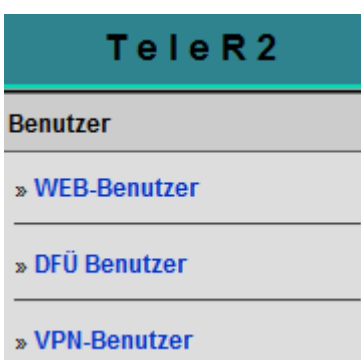 TeleR2
Benutzer
» WEB-Benutzer
» DFÜ Benutzer
» VPN-Benutzer